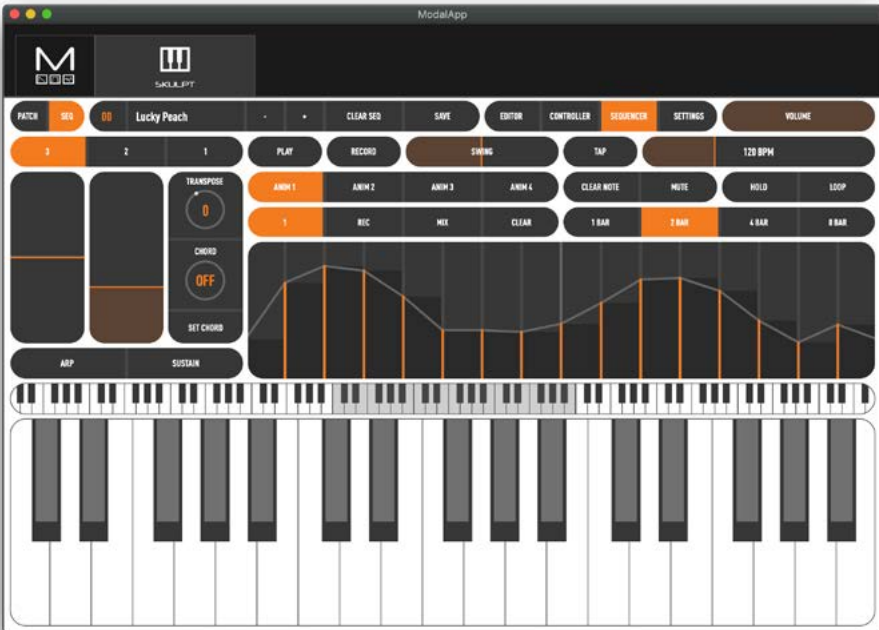 ModalApp
M
SKULPT
PATCH SEQ 00 Lucky Peach - + CLEAR SEQ SAVE EDITOR CONTROLLER SEQUENCER SETTINGS VOLUME
3 2 1 PLAY RECORD SWING TAP 120 BPM
TRANSPOSE
0
CHORD
OFF
SET CHORD
ARP SUSTAIN
ANIM 1 ANIM 2 ANIM 3 ANIM 4 CLEAR NOTE MUTE HOLD LOOP
1 REC MIX CLEAR 1 BAR 2 BAR 4 BAR 8 BAR